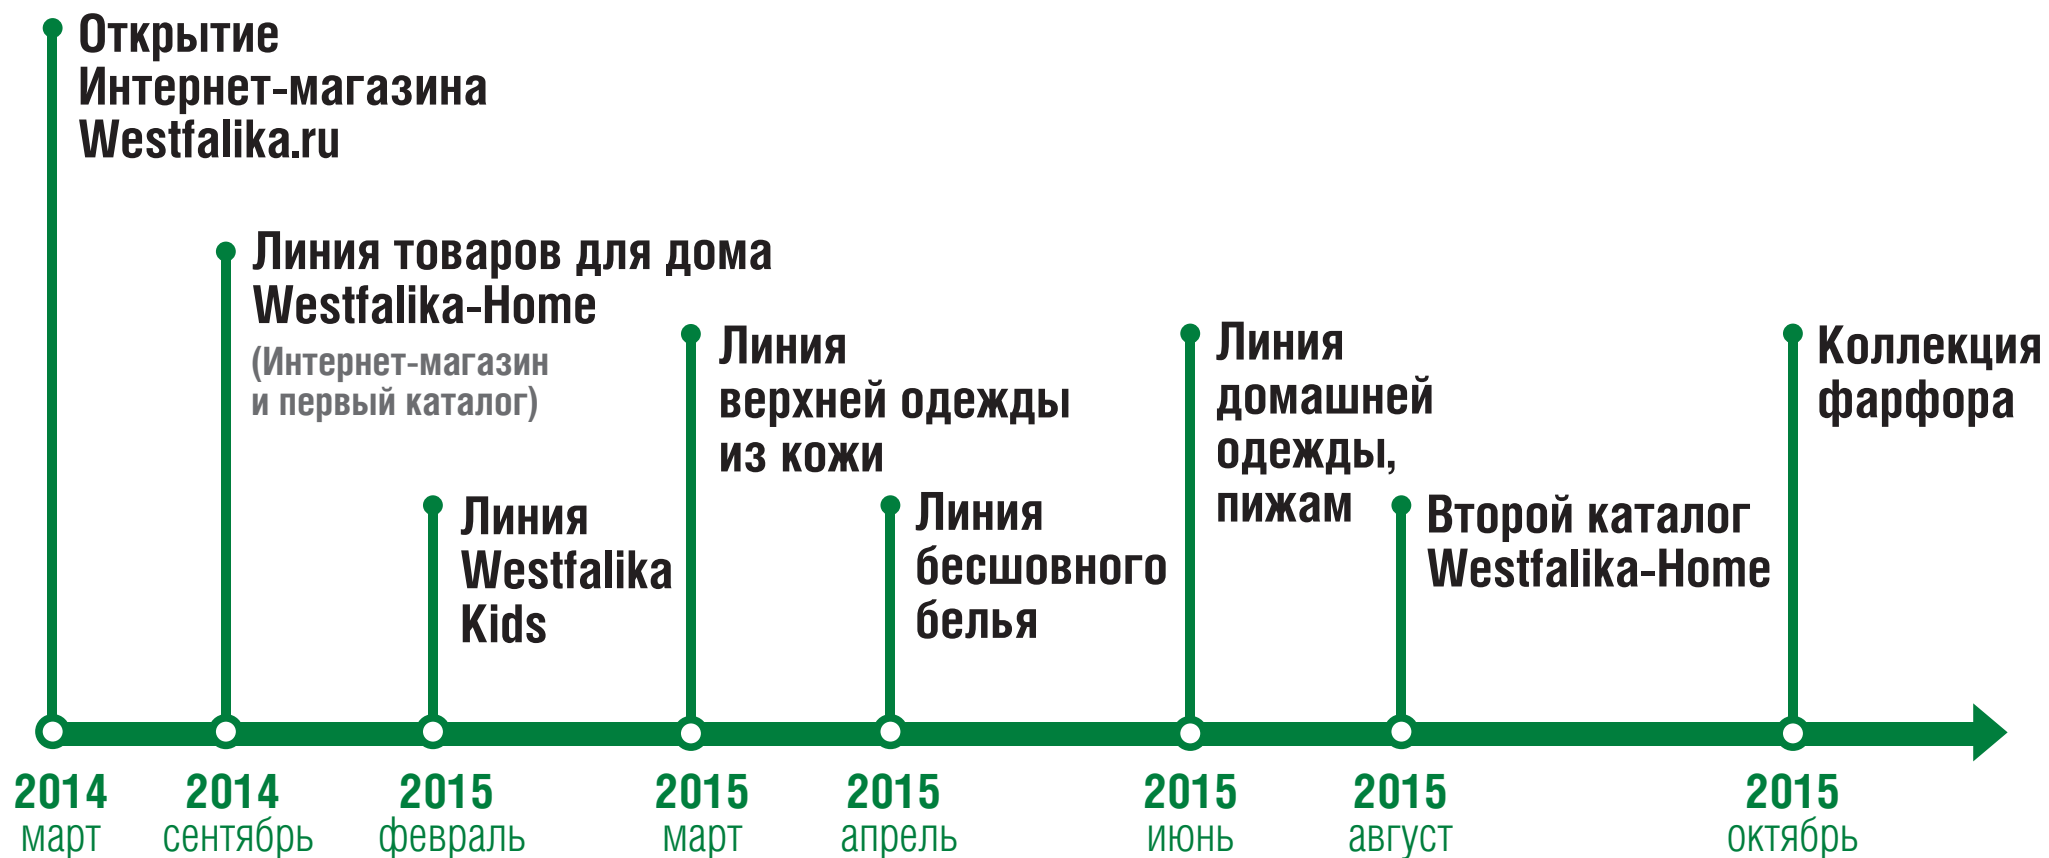 Открытие
Интернет-магазина
Westfalika.ru
Линия товаров для дома
Westfalika-Home
(Интернет-магазин
и первый каталог)
Линия
Westfalika
Kids
Линия
верхней одежды
из кожи
Линия
бесшовного
белья
Линия
домашней
одежды,
пижам
Второй каталог
Westfalika-Home
Коллекция
фарфора
2014
март
2014
сентябрь
2015
февраль
2015
март
2015
апрель
2015
июнь
2015
август
2015
октябрь